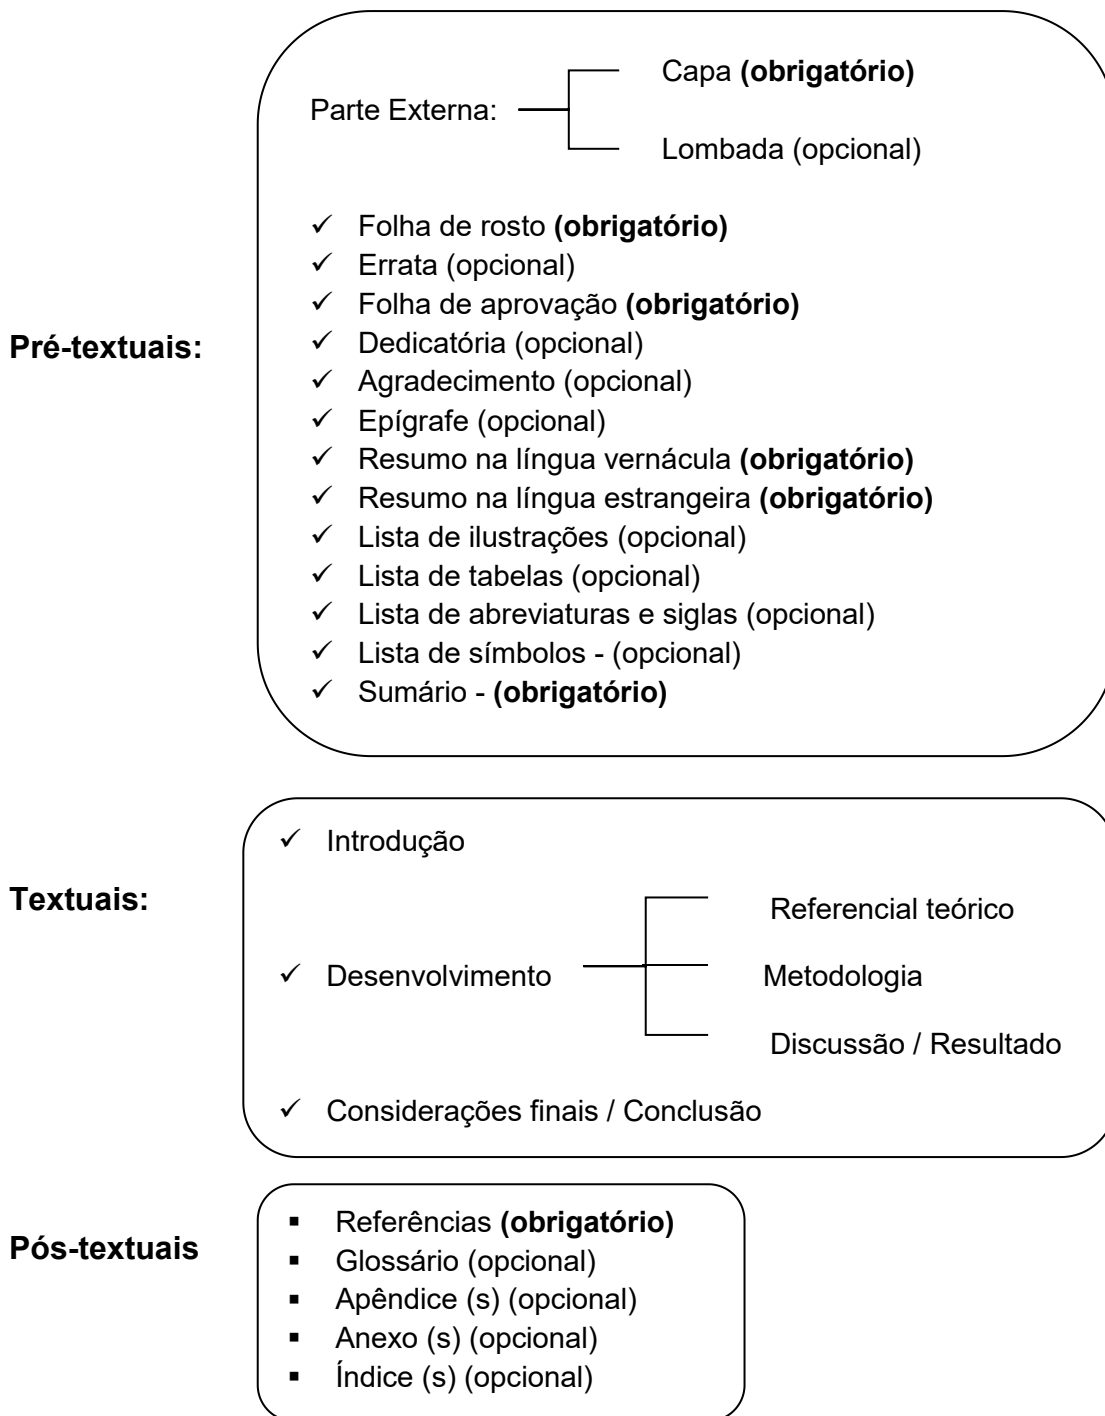 Capa (obrigatório)
Parte Externa:
Lombada (opcional)
Pré-textuais:
✓ Folha de rosto (obrigatório)
✓ Errata (opcional)
✓ Folha de aprovação (obrigatório)
✓ Dedicatória (opcional)
✓ Agradecimento (opcional)
✓ Epígrafe (opcional)
✓ Resumo na língua vernácula (obrigatório)
✓ Resumo na língua estrangeira (obrigatório)
✓ Lista de ilustrações (opcional)
✓ Lista de tabelas (opcional)
✓ Lista de abreviaturas e siglas (opcional)
✓ Lista de símbolos - (opcional)
✓ Sumário - (obrigatório)
Textuais:
✓ Introdução
✓ Desenvolvimento
Referencial teórico
Metodologia
Discussão / Resultado
✓ Considerações finais / Conclusão
Pós-textuais
▪ Referências (obrigatório)
▪ Glossário (opcional)
▪ Apêndice (s) (opcional)
▪ Anexo (s) (opcional)
▪ Índice (s) (opcional)